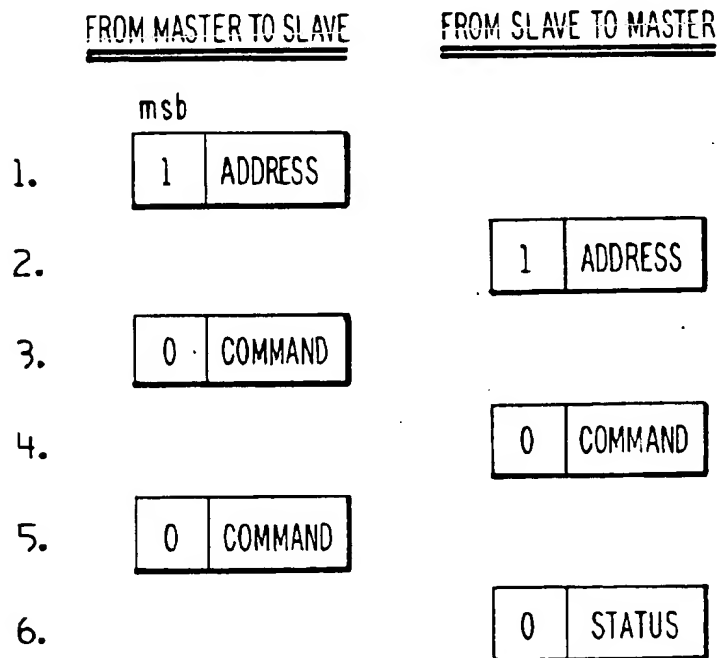 FROM MASTER TO SLAVE FROM SLAVE TO MASTER
msb
1. 1 ADDRESS
2. 1 ADDRESS
3. 0 COMMAND
4. 0 COMMAND
5. 0 COMMAND
6. 0 STATUS